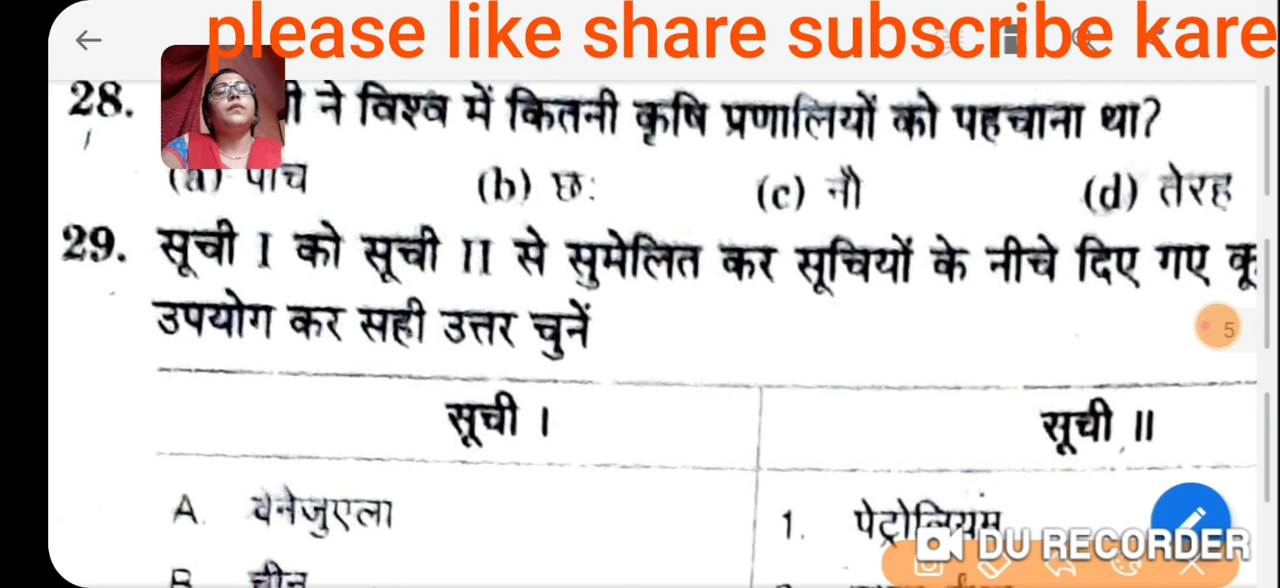 please like share subscribe kare
28. ने विश्व में कितनी कृषि प्रणालियों को पहचाना था?
(a) पांच (b) छः (c) नौ (d) तेरह
29. सूची I को सूची II से सुमेलित कर सूचियों के नीचे दिए गए
उपयोग कर सही उत्तर चुनें
5
सूची I सूची II
A. वेनेजुएला 1. पेट्रोलियम
DU RECORDER
B चीन